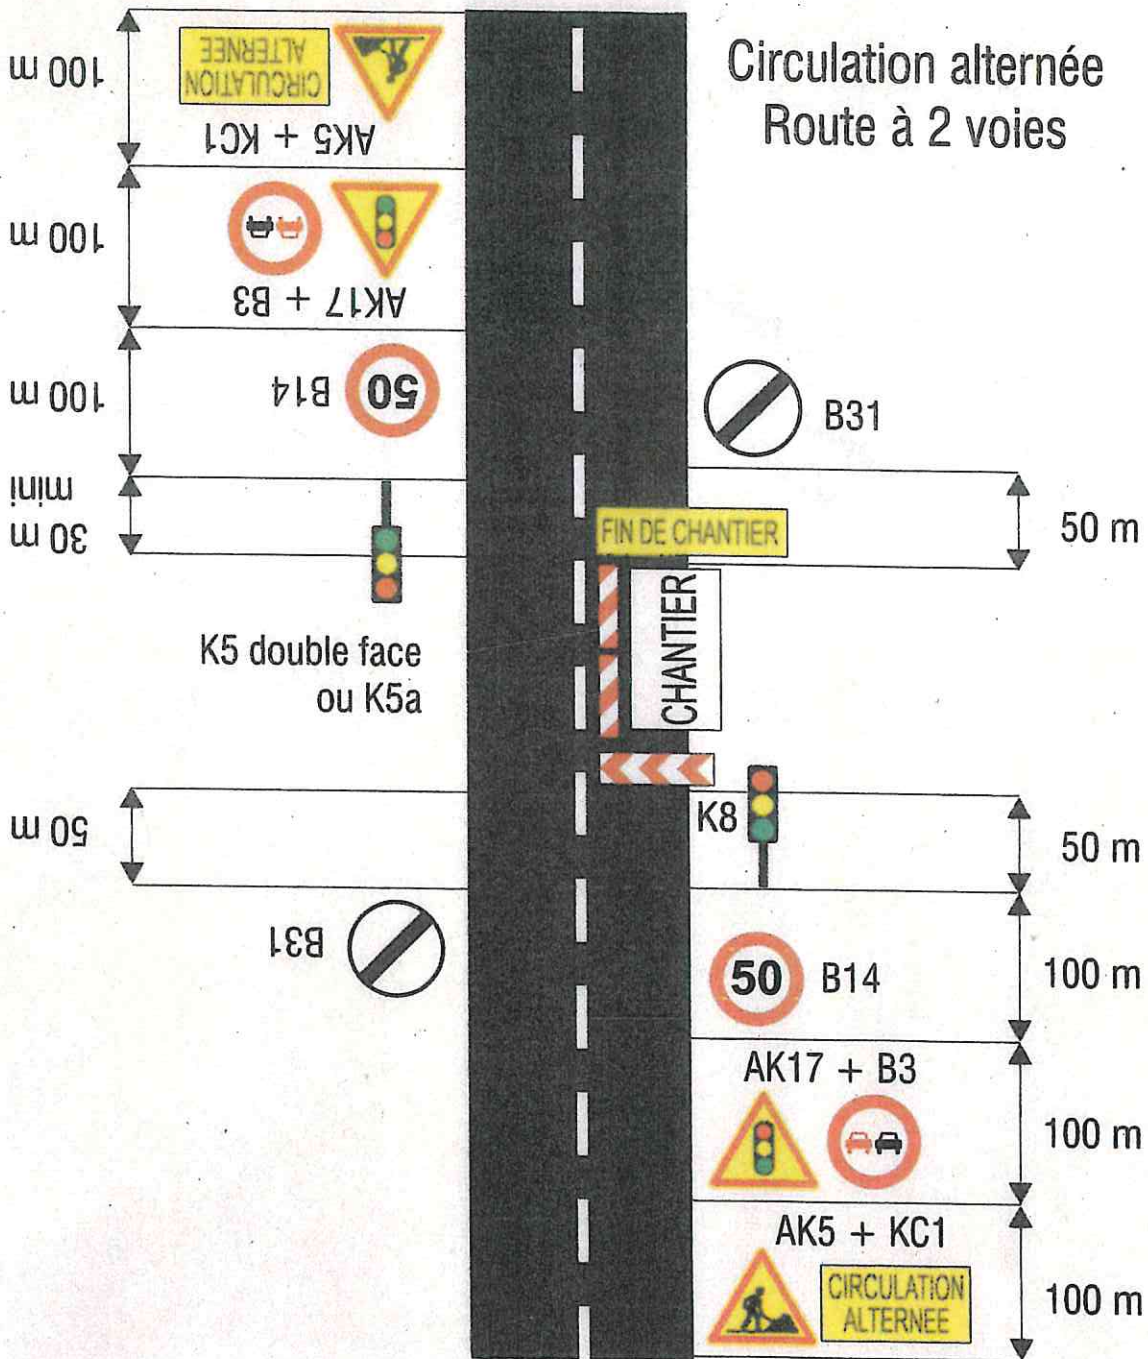 Circulation alternée
Route à 2 voies
100 m
CIRCULATION
ALTERNÉE
AK5 + KC1
100 m
AK17 + B3
100 m
B14
50
B31
30 m
mini
FIN DE CHANTIER
50 m
CHANTIER
K5 double face
ou K5a
50 m
K8
50 m
B31
50
B14
100 m
AK17 + B3
100 m
AK5 + KC1
CIRCULATION
ALTERNÉE
100 m